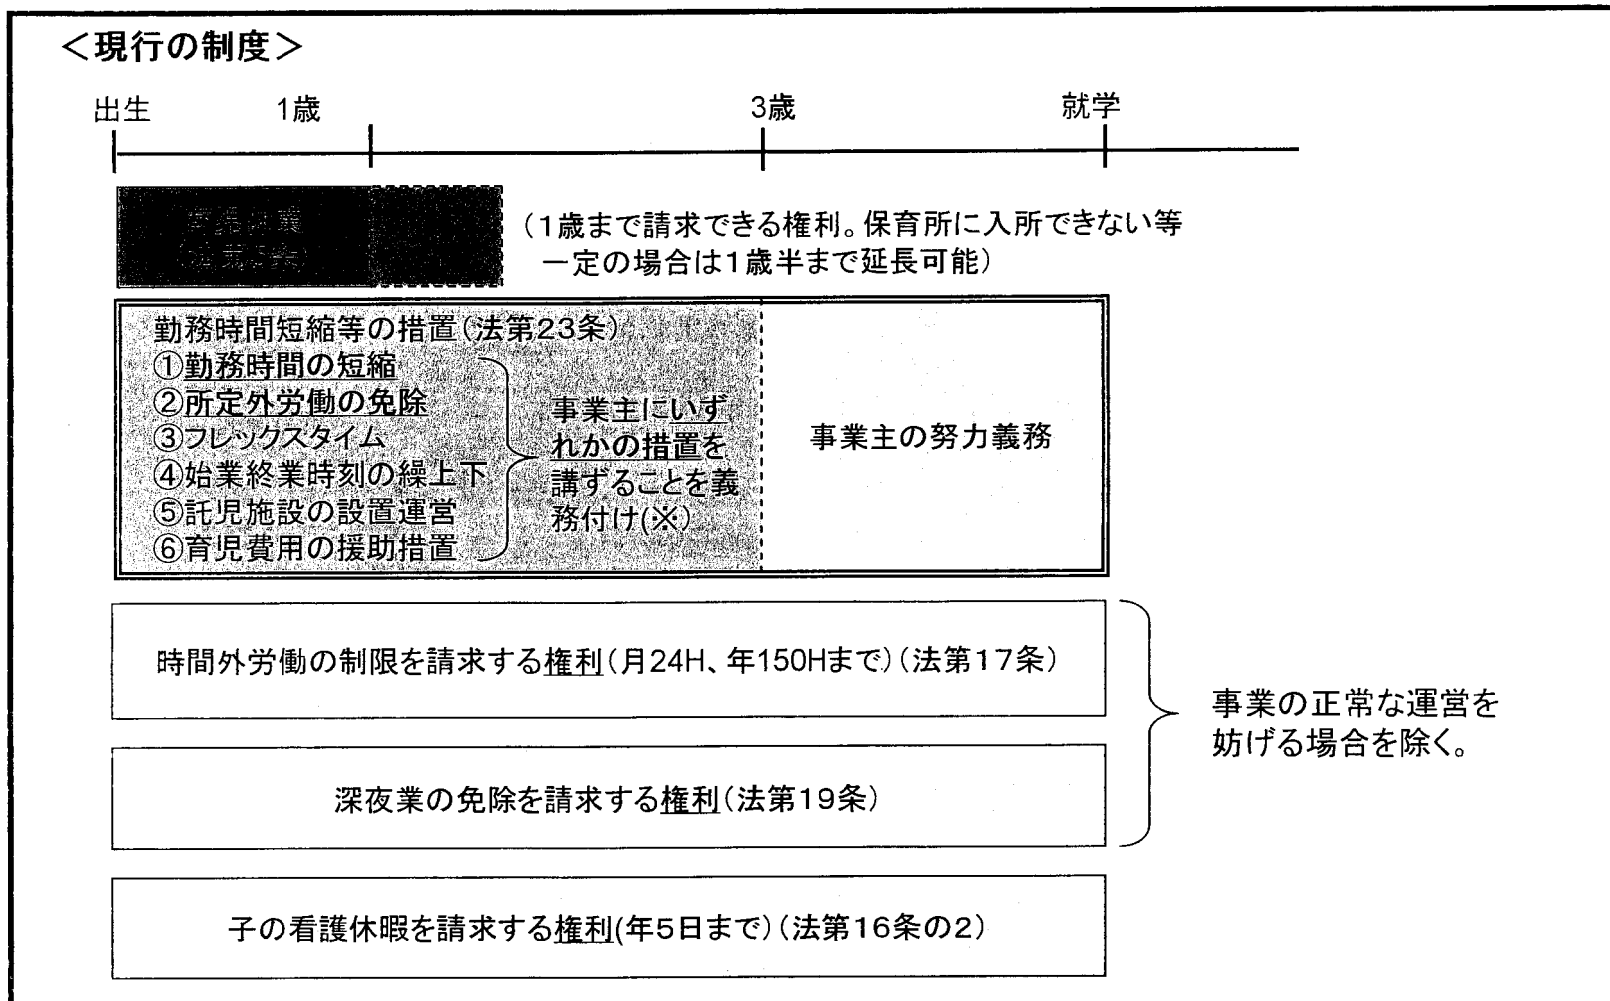 ＜現行の制度＞
出生 1歳 3歳 就学
（1歳まで請求できる権利。保育所に入所できない等
一定の場合は1歳半まで延長可能）
勤務時間短縮等の措置（法第23条）
①勤務時間の短縮
②所定外労働の免除
③フレックスタイム
④始業終業時刻の繰上下
⑤託児施設の設置運営
⑥育児費用の援助措置
事業主にいず
れかの措置を
講ずることを義
務付け(※)
事業主の努力義務
時間外労働の制限を請求する権利（月24H、年150Hまで）（法第17条）
深夜業の免除を請求する権利（法第19条）
事業の正常な運営を
妨げる場合を除く。
子の看護休暇を請求する権利(年5日まで）（法第16条の2）